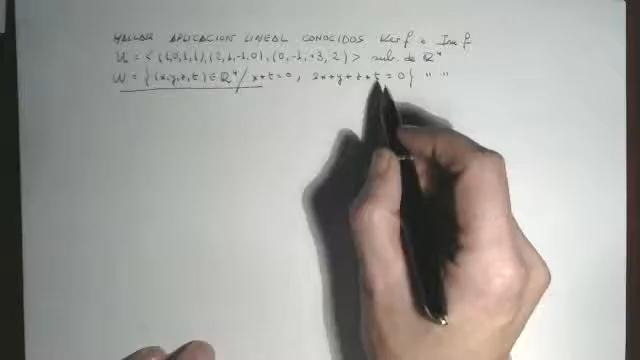 HALLAR APLICACION LINEAL CONOCIDOS Ker f e Im f
U = < (1,0,1,1), (2,1,-1,0), (0,-1,+3,2) > sub. de ℝ⁴
W = { (x,y,z,t) ∈ ℝ⁴ / x+t=0, 2x+y+z+t=0 } " "